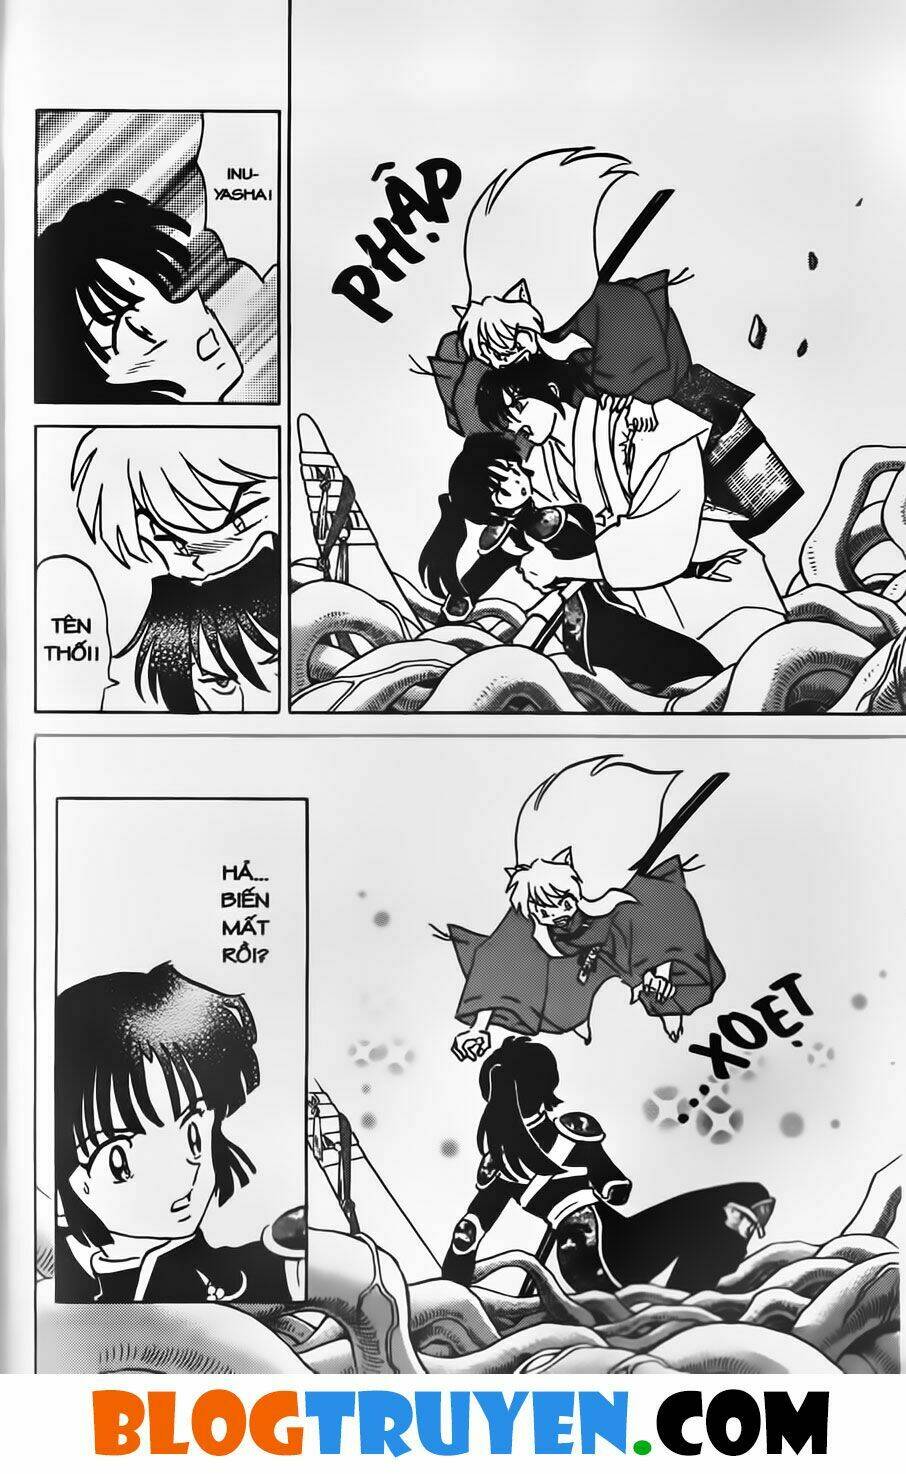 INU-
YASHA!
PHẬP
TÊN
THỐI!
HẢ...
BIẾN
MẤT
RỒI?
...XOẸT
BLOGTRUYEN.COM